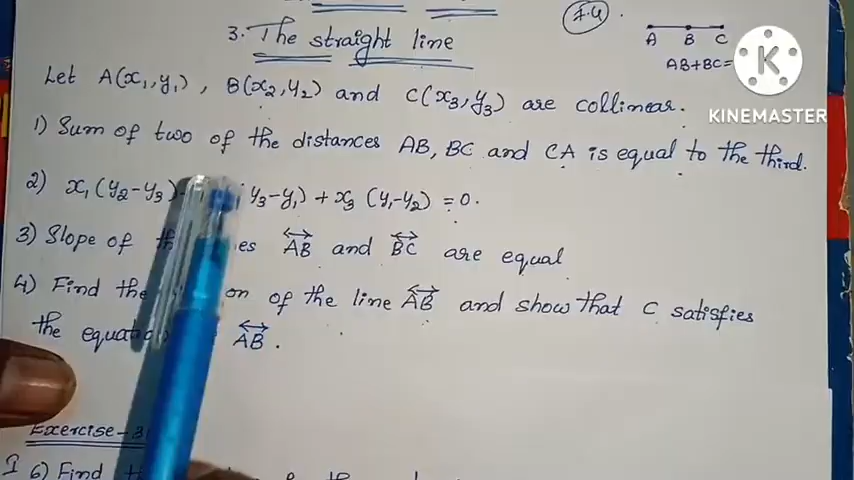 3. The straight line
7.4
A B C
AB+BC=
K
KINEMASTER
Let A(x₁,y₁), B(x₂,y₂) and C(x₃,y₃) are collinear.
1) Sum of two of the distances AB, BC and CA is equal to the third.
2) x₁(y₂-y₃) y₃-y₁) + x₃ (y₁-y₂) = 0.
3) Slope of AB and BC are equal
4) Find the of the line AB and show that C satisfies
the AB.
Exercise-3
I 6) Find